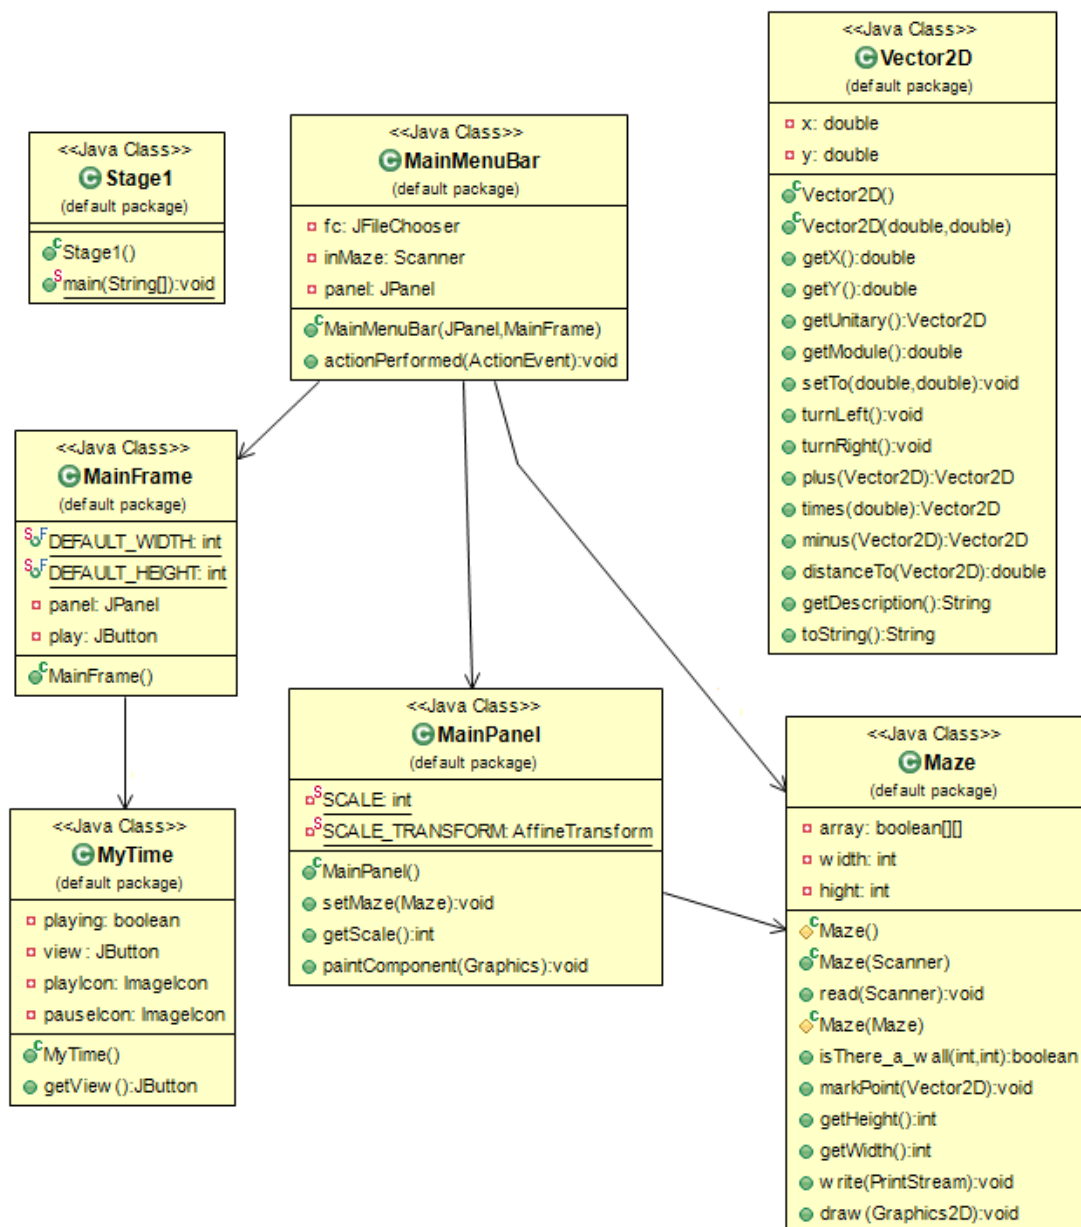 <<Java Class>>
Stage1
(default package)
Stage1()
main(String[]):void
<<Java Class>>
MainMenuBar
(default package)
fc: JFileChooser
inMaze: Scanner
panel: JPanel
MainMenuBar(JPanel,MainFrame)
actionPerformed(ActionEvent):void
<<Java Class>>
Vector2D
(default package)
x: double
y: double
Vector2D()
Vector2D(double,double)
getX():double
getY():double
getUnitary():Vector2D
getModule():double
setTo(double,double):void
turnLeft():void
turnRight():void
plus(Vector2D):Vector2D
times(double):Vector2D
minus(Vector2D):Vector2D
distanceTo(Vector2D):double
getDescription():String
toString():String
<<Java Class>>
MainFrame
(default package)
DEFAULT_WIDTH: int
DEFAULT_HEIGHT: int
panel: JPanel
play: JButton
MainFrame()
<<Java Class>>
MainPanel
(default package)
SCALE: int
SCALE_TRANSFORM: AffineTransform
MainPanel()
setMaze(Maze):void
getScale():int
paintComponent(Graphics):void
<<Java Class>>
Maze
(default package)
array: boolean[][]
width: int
hight: int
Maze()
Maze(Scanner)
read(Scanner):void
Maze(Maze)
isThere_a_wall(int,int):boolean
markPoint(Vector2D):void
getHeight():int
getWidth():int
write(PrintStream):void
draw(Graphics2D):void
<<Java Class>>
MyTime
(default package)
playing: boolean
view: JButton
playIcon: ImageIcon
pauseIcon: ImageIcon
MyTime()
getView():JButton